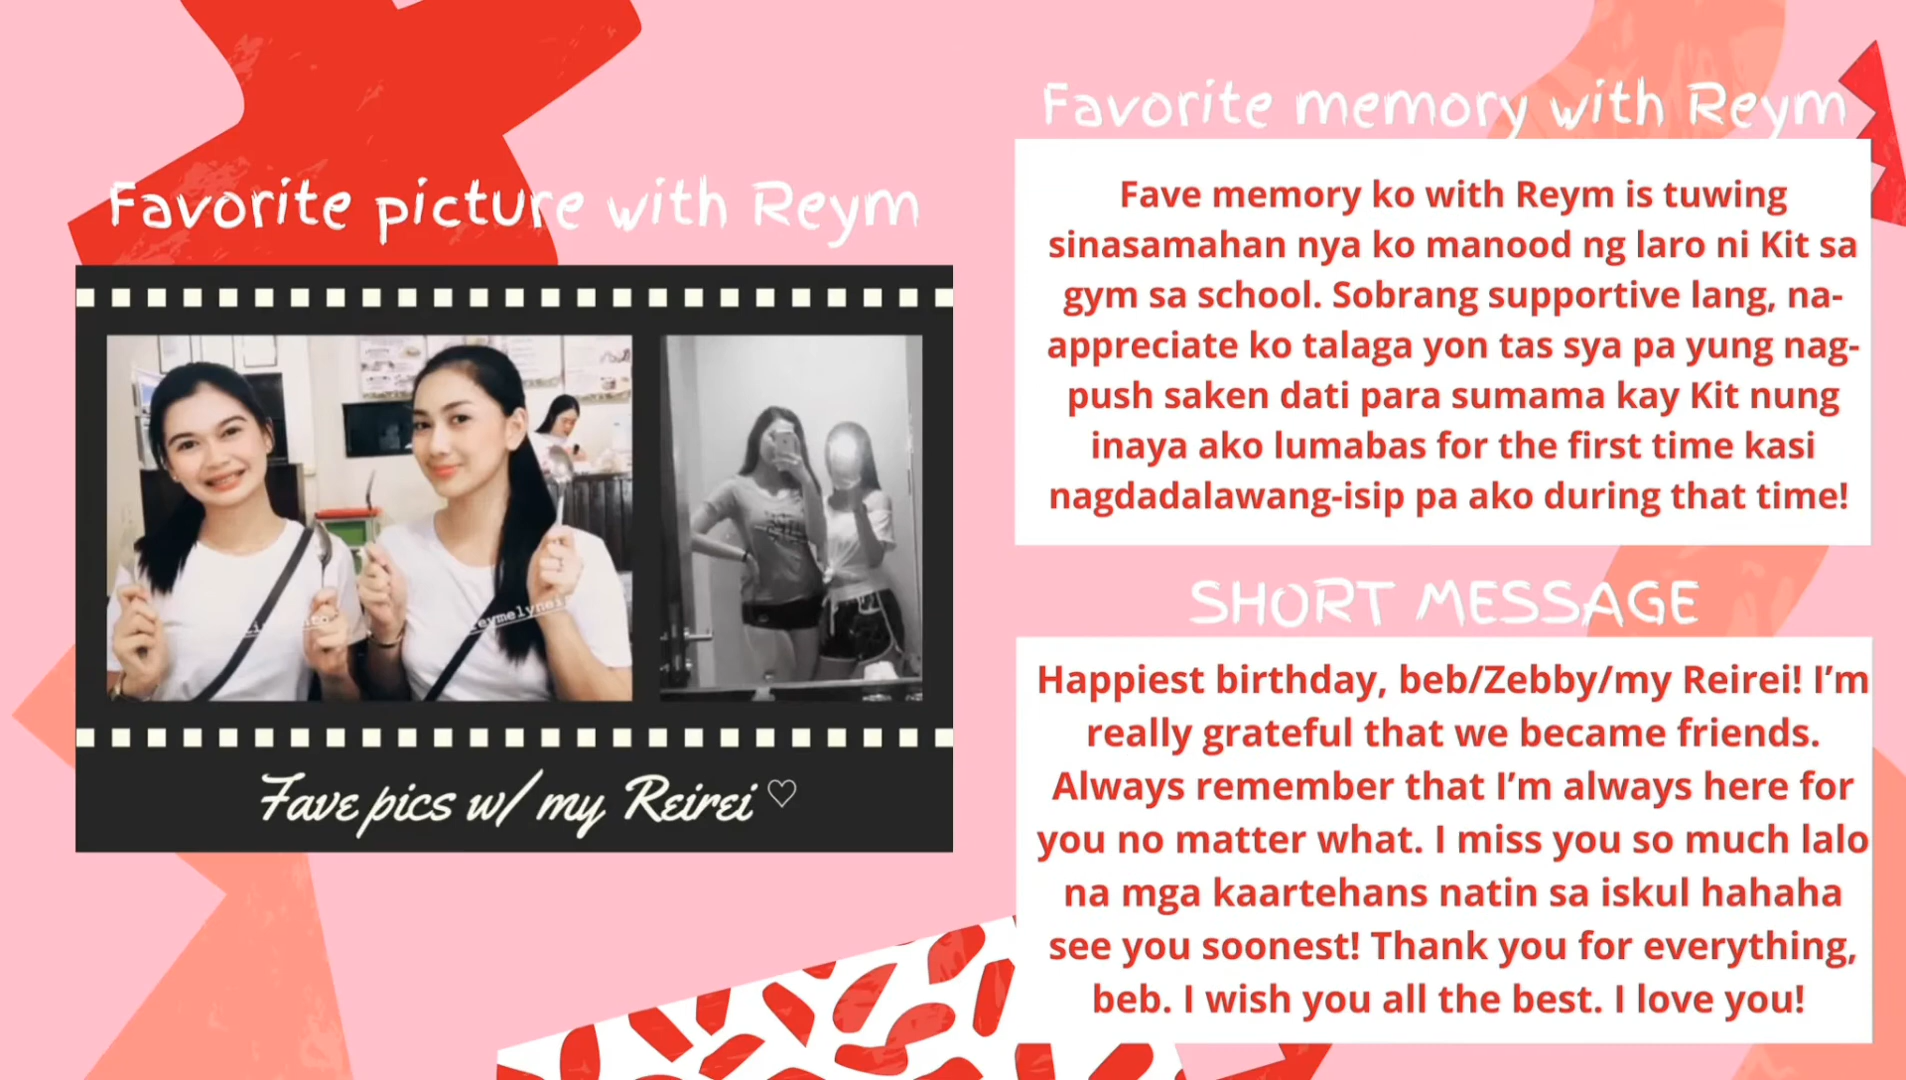 Favorite picture with Reym
Fave pics w/ my Reirei ♡
Favorite memory with Reym
Fave memory ko with Reym is tuwing
sinasamahan nya ko manood ng laro ni Kit sa
gym sa school. Sobrang supportive lang, na-
appreciate ko talaga yon tas sya pa yung nag-
push saken dati para sumama kay Kit nung
inaya ako lumabas for the first time kasi
nagdadalawang-isip pa ako during that time!
SHORT MESSAGE
Happiest birthday, beb/Zebby/my Reirei! I’m
really grateful that we became friends.
Always remember that I’m always here for
you no matter what. I miss you so much lalo
na mga kaartehans natin sa iskul hahaha
see you soonest! Thank you for everything,
beb. I wish you all the best. I love you!